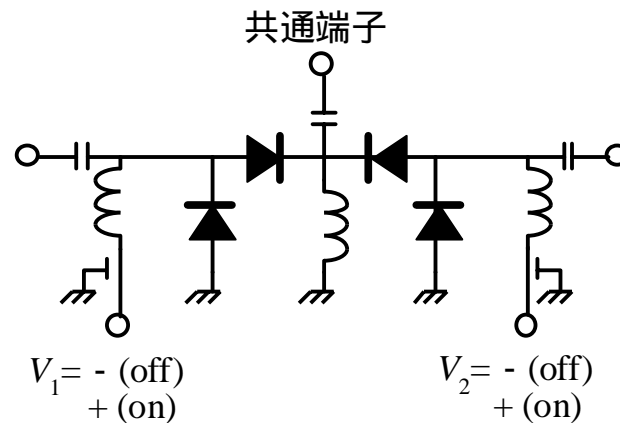 共通端子
V1= - (off)
+ (on)
V2= - (off)
+ (on)